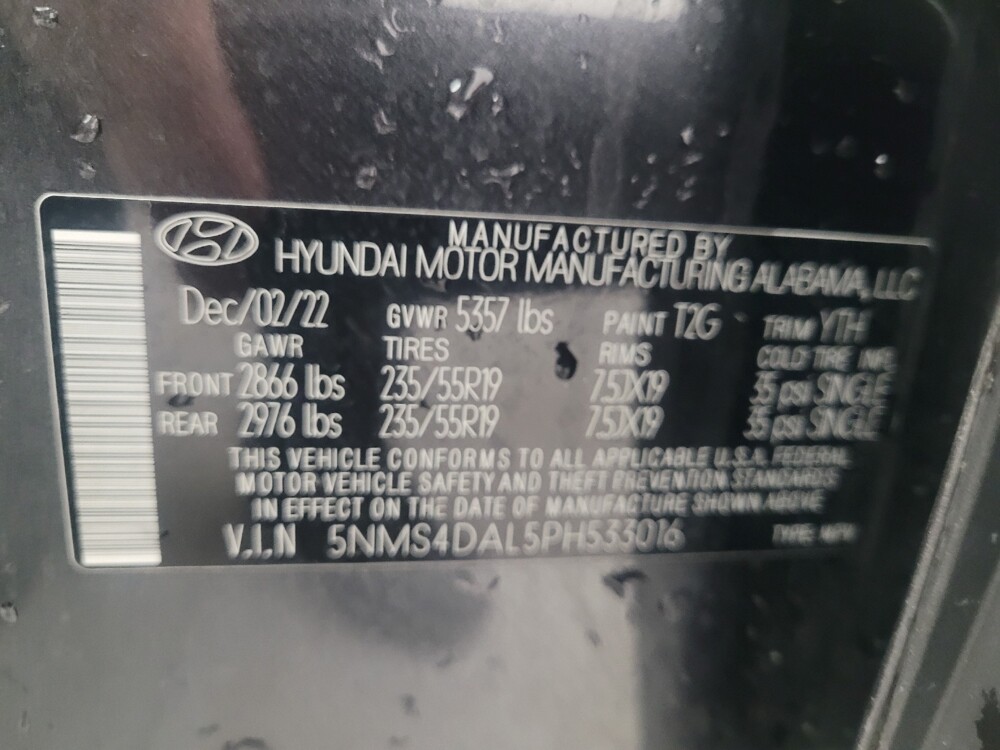 MANUFACTURED BY
HYUNDAI MOTOR MANUFACTURING ALABAMA, LLC
Dec/02/22 GVWR 5357 lbs PAINT T2G TRIM YTH
GAWR TIRES RIMS COLD TIRE INFL
FRONT 2866 lbs 235/55R19 7.5JX19 35 psi SINGLE
REAR 2976 lbs 235/55R19 7.5JX19 35 psi SINGLE
THIS VEHICLE CONFORMS TO ALL APPLICABLE U.S.A. FEDERAL
MOTOR VEHICLE SAFETY AND THEFT PREVENTION STANDARDS
IN EFFECT ON THE DATE OF MANUFACTURE SHOWN ABOVE
V.I.N 5NMS4DAL5PH533016 TYPE: MPV